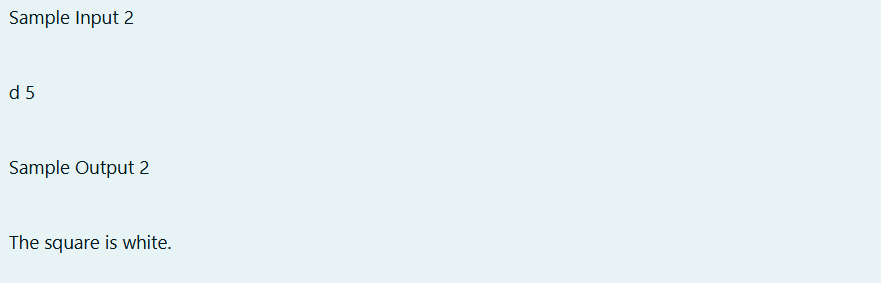 Sample Input 2
d 5
Sample Output 2
The square is white.